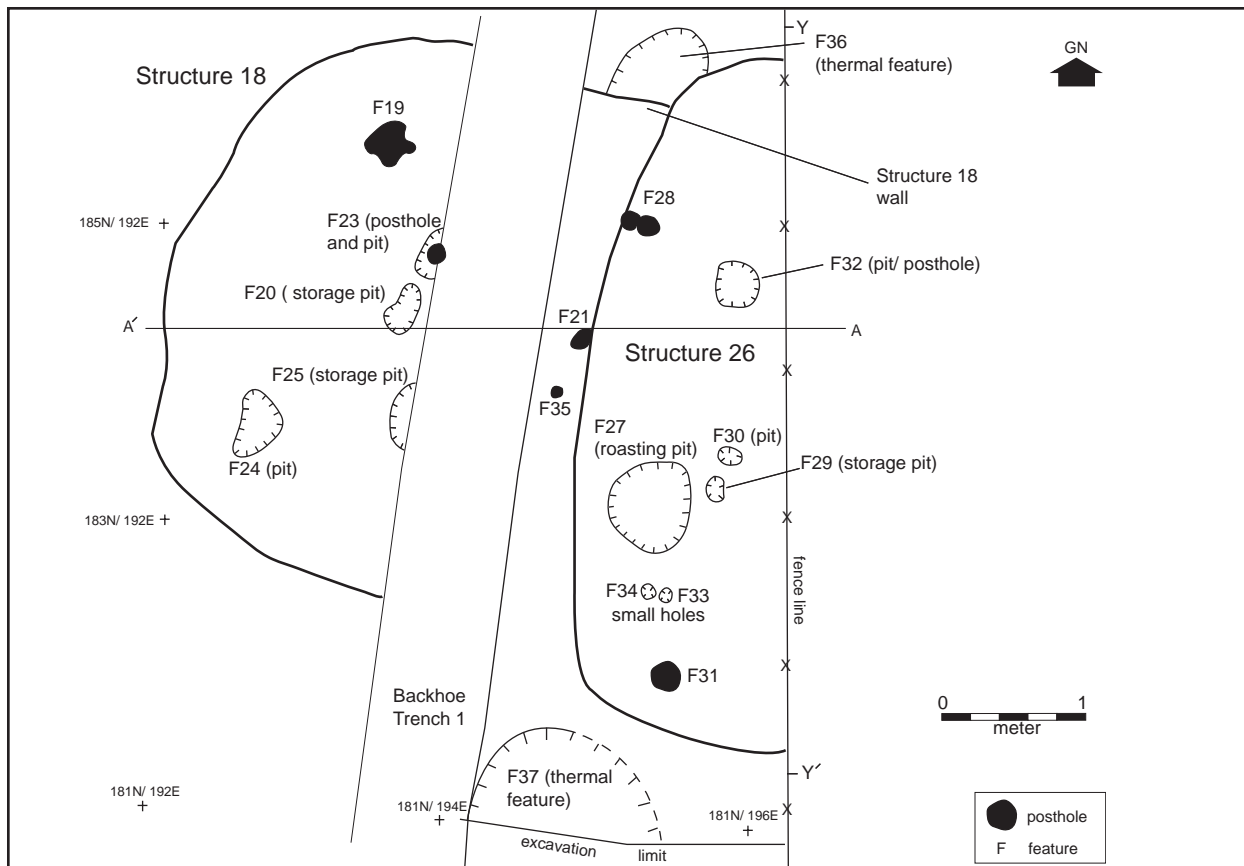 Y
F36
(thermal feature)
GN
Structure 18
F19
Structure 18
wall
F28
185N/ 192E
F23 (posthole
and pit)
F32 (pit/ posthole)
F20 ( storage pit)
F21
A′
A
Structure 26
F25 (storage pit)
F35
F27
(roasting pit)
F30 (pit)
F29 (storage pit)
F24 (pit)
183N/ 192E
fence line
F34
F33
small holes
F31
Backhoe
Trench 1
0
1
meter
F37 (thermal
feature)
Y′
181N/ 192E
181N/ 194E
181N/ 196E
excavation
limit
posthole
F
feature
X
X
X
X
X
X
X